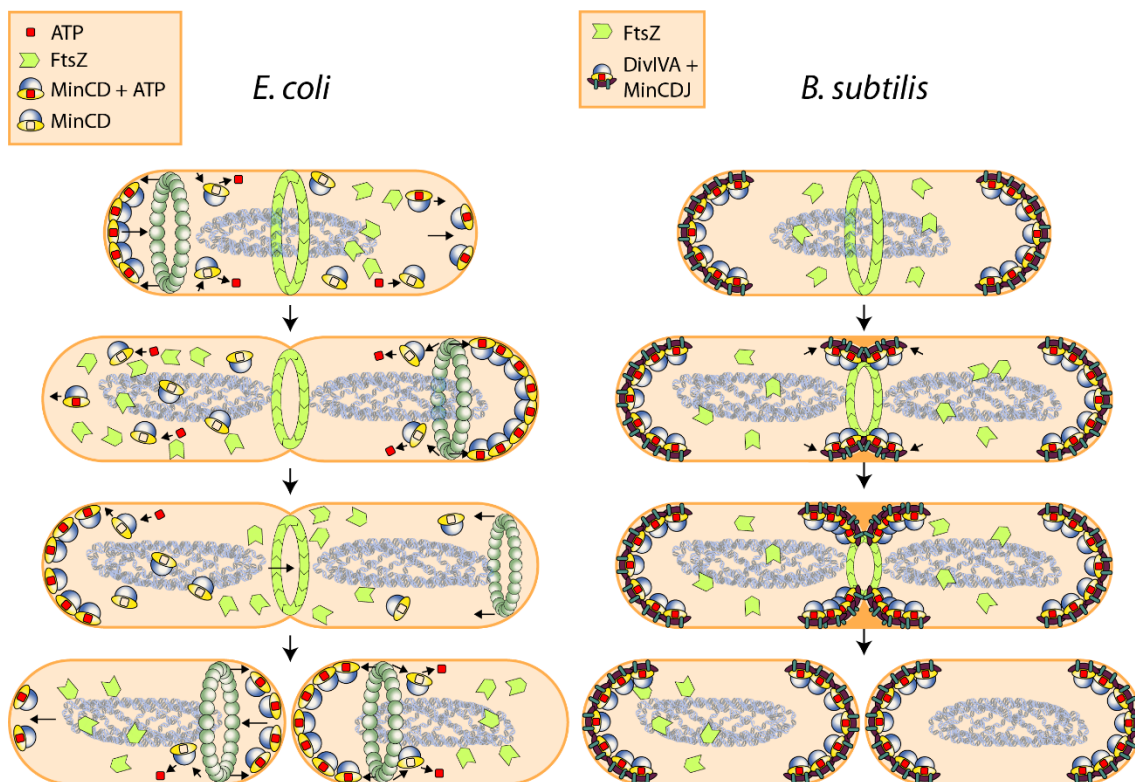 ATP
FtsZ
MinCD + ATP
MinCD
E. coli
FtsZ
DivIVA +
MinCDJ
B. subtilis